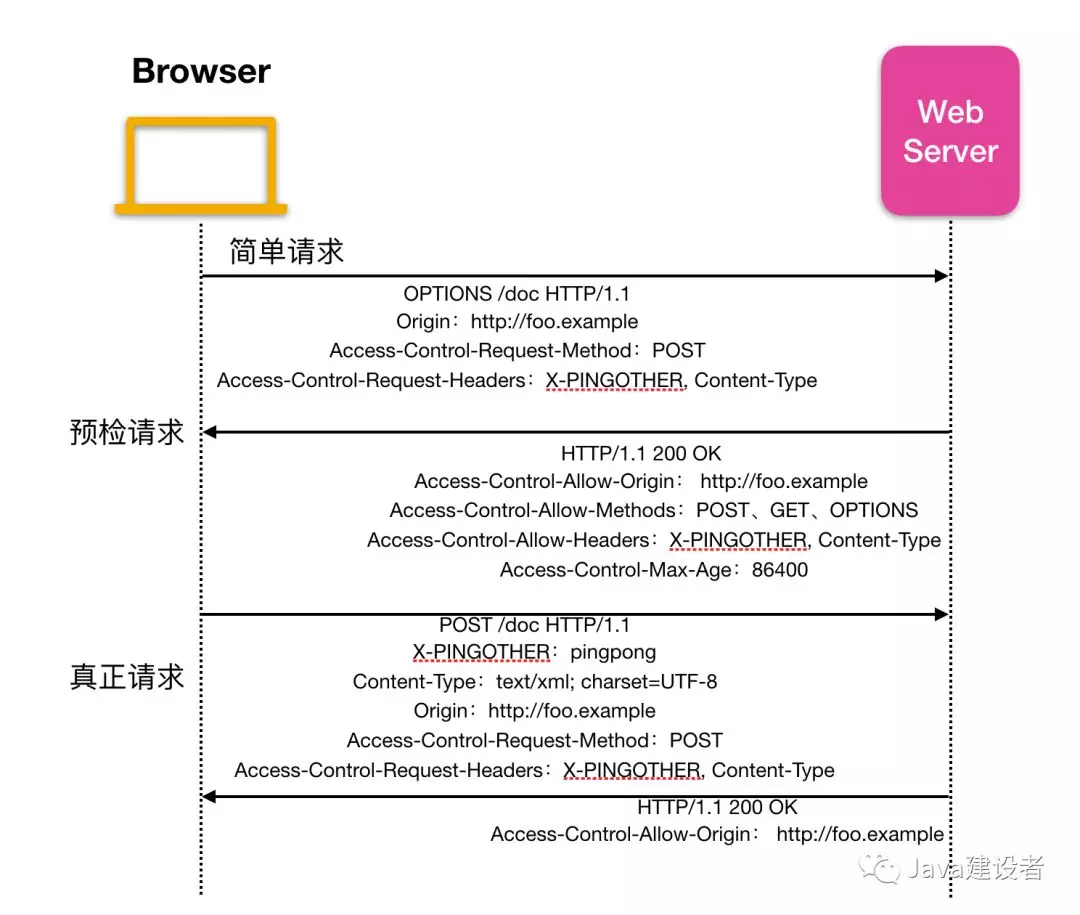 Browser
Web
Server
简单请求
OPTIONS /doc HTTP/1.1
Origin：http://foo.example
Access-Control-Request-Method：POST
Access-Control-Request-Headers：X-PINGOTHER, Content-Type
预检请求
HTTP/1.1 200 OK
Access-Control-Allow-Origin： http://foo.example
Access-Control-Allow-Methods：POST、GET、OPTIONS
Access-Control-Allow-Headers：X-PINGOTHER, Content-Type
Access-Control-Max-Age：86400
POST /doc HTTP/1.1
X-PINGOTHER：pingpong
真正请求
Content-Type：text/xml; charset=UTF-8
Origin：http://foo.example
Access-Control-Request-Method：POST
Access-Control-Request-Headers：X-PINGOTHER, Content-Type
HTTP/1.1 200 OK
Access-Control-Allow-Origin： http://foo.example
Java建设者